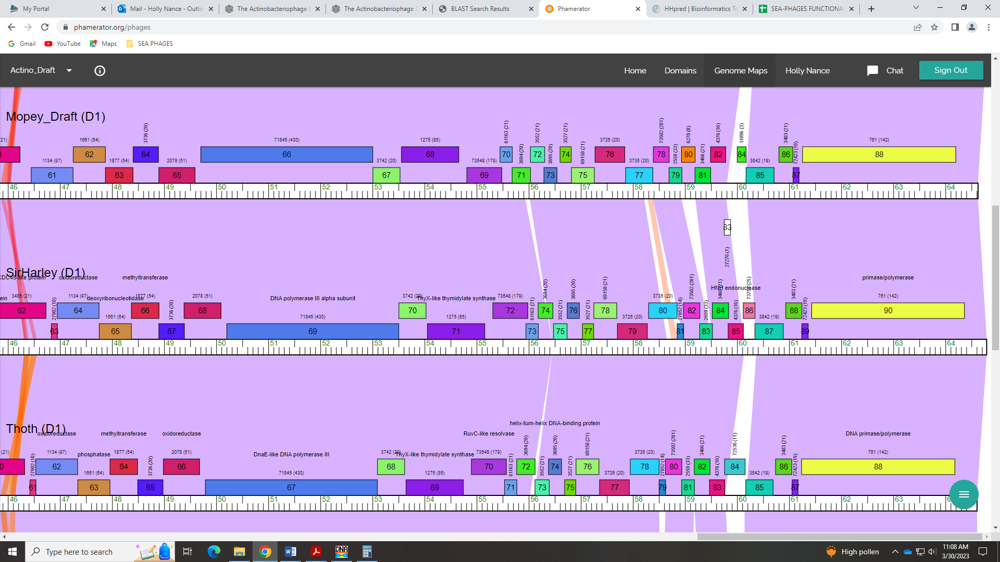 My Portal
Mail - Holly Nance - Outlo
The Actinobacteriophage D
The Actinobacteriophage D
BLAST Search Results
Phamerator
HHpred | Bioinformatics To
SEA-PHAGES FUNCTIONA
phamerator.org/phages
Gmail YouTube Maps SEA PHAGES
Actino_Draft Home Domains Genome Maps Holly Nance Chat Sign Out
Mopey_Draft (D1)
3736 (20) 61163 (21) 3552 (21) 3527 (21) 73502 (281) 6270 (8) 4376 (16) 11896 (3) 3403 (21)
21) 1661 (64) 71845 (430) 1275 (85) 3694 (20) 3695 (20) 69158 (21) 3726 (20) 2559 (33) 3466 (21) 72423 (19) 761 (142)
0 62 64 66 68 70 72 74 76 78 80 82 84 86 88
1134 (97) 1877 (54) 2078 (51) 3742 (20) 73548 (179) 3735 (20) 3842 (19)
61 63 65 67 69 71 73 75 77 79 81 85 87
46 47 48 49 50 51 52 53 54 55 56 57 58 59 60 61 62 63 64
83
27276 (1)
SirHarley (D1)
CDC45-like protein oxidoreductase methyltransferase primase/polymerase
HNH endonuclease
ein deoxyribonucleotidase DNA polymerase III alpha subunit ThyX-like thymidylate synthase
3485 (21) 27902 (10) 1134 (97) 1877 (54) 3736 (20) 2078 (51) 3742 (20) 73548 (179) 61163 (21) 3694 (20) 3552 (21) 3695 (20) 3527 (21) 69158 (21) 3735 (20) 27852 (14) 73502 (281) 2559 (33) 3466 (21) 4376 (16) 3403 (21) 72423 (19) 761 (142)
62 64 66 68 70 72 74 76 78 80 82 84 86 88 90
1661 (64) 71845 (430) 1275 (85) 3726 (20) 3842 (19)
63 65 67 69 71 73 75 77 79 81 83 85 87 89
46 47 48 49 50 51 52 53 54 55 56 57 58 59 60 61 62 63 64
Thoth (D1)
helix-turn-helix DNA-binding protein
oxidoreductase methyltransferase oxidoreductase RuvC-like resolvase DNA primase/polymerase
phosphatase DnaE-like DNA polymerase III ThyX-like thymidylate synthase
(21) 27902 (10) 1134 (97) 1877 (54) 3736 (20) 2078 (51) 3742 (20) 73548 (179) 61163 (21) 3694 (20) 3552 (21) 3695 (20) 3527 (21) 69158 (21) 3735 (20) 27852 (14) 73502 (281) 2559 (33) 3466 (21) 4376 (16) 72530 (11) 3403 (21) 72423 (19) 761 (142)
0 62 64 66 68 70 72 74 76 78 80 82 84 86 88
1661 (64) 71845 (430) 1275 (85) 3726 (20) 3842 (19)
61 63 65 67 69 71 73 75 77 79 81 83 85 87
46 47 48 49 50 51 52 53 54 55 56 57 58 59 60 61 62 63
Type here to search
DNA
High pollen
11:08 AM
3/30/2023